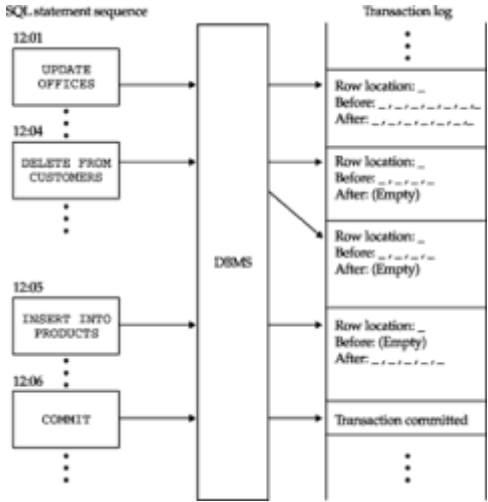 SQL statement sequence
Transaction log
12:01
UPDATE
OFFICES
12:04
DELETE FROM
CUSTOMERS
12:05
INSERT INTO
PRODUCTS
12:06
COMMIT
DBMS
Row location: _
Before: _ , _ , _ , _ , _ , _ , _
After: _ , _ , _ , _ , _ , _ , _
Row location: _
Before: _ , _ , _ , _
After: (Empty)
Row location: _
Before: _ , _ , _ , _
After: (Empty)
Row location: _
Before: (Empty)
After: _ , _ , _ , _ , _
Transaction committed